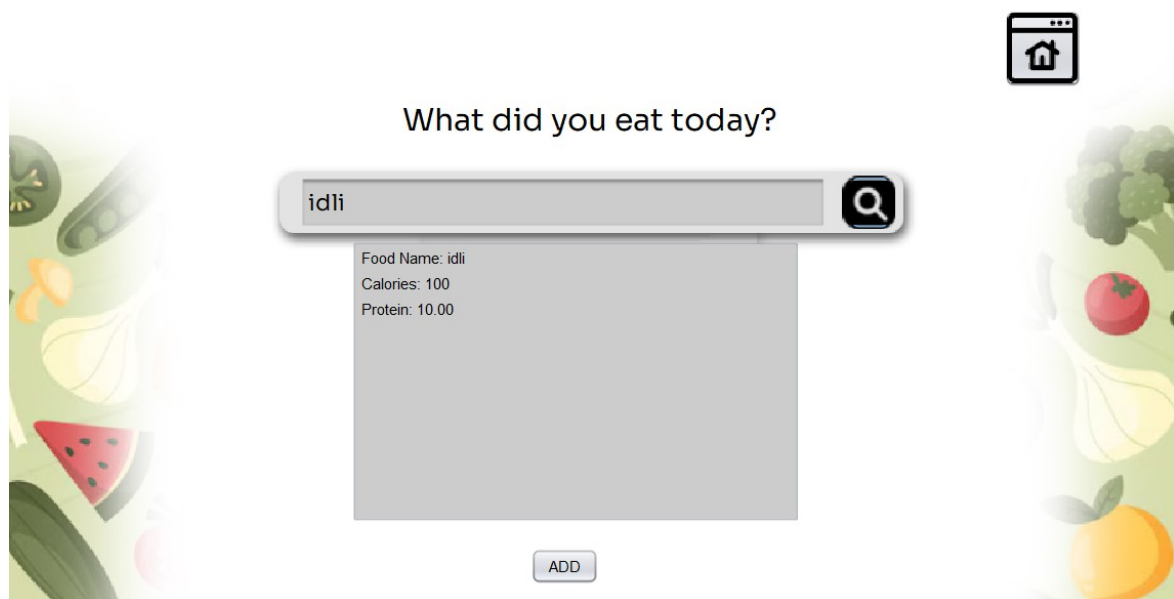 What did you eat today?
idli
Food Name: idli
Calories: 100
Protein: 10.00
ADD